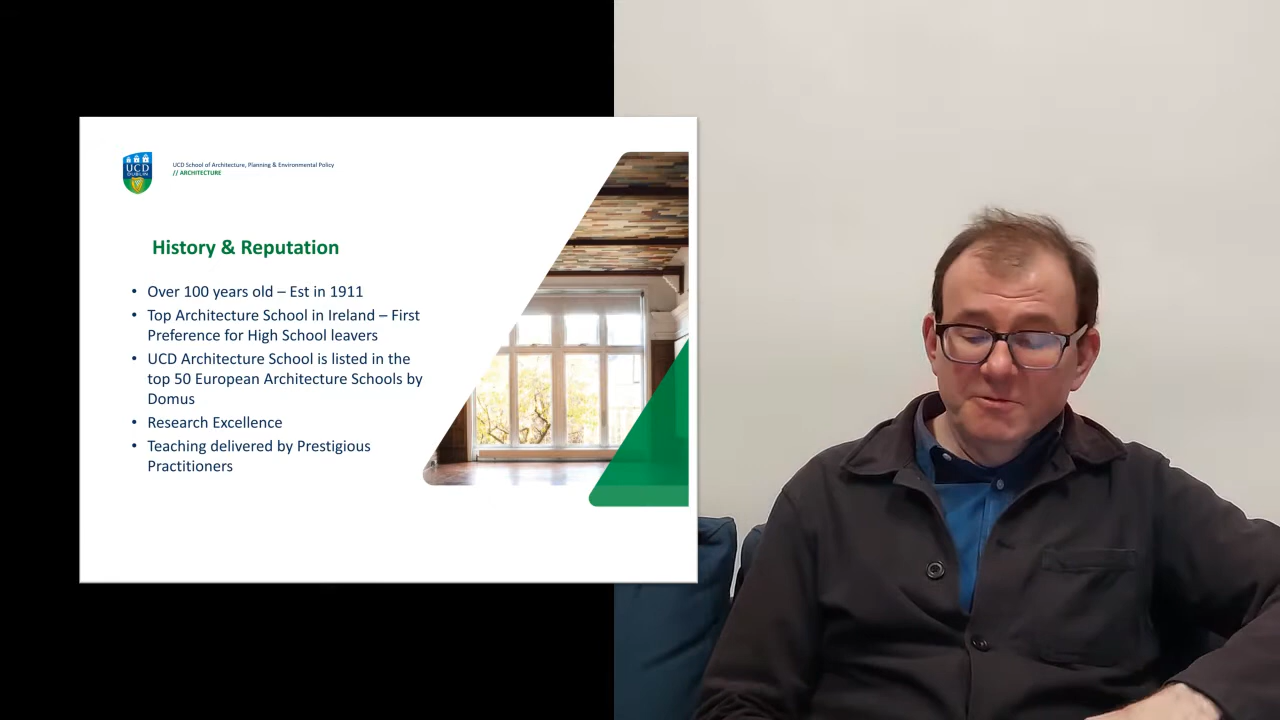 UCD
DUBLIN
UCD School of Architecture, Planning & Environmental Policy
// ARCHITECTURE
History & Reputation
• Over 100 years old – Est in 1911
• Top Architecture School in Ireland – First
Preference for High School leavers
• UCD Architecture School is listed in the
top 50 European Architecture Schools by
Domus
• Research Excellence
• Teaching delivered by Prestigious
Practitioners